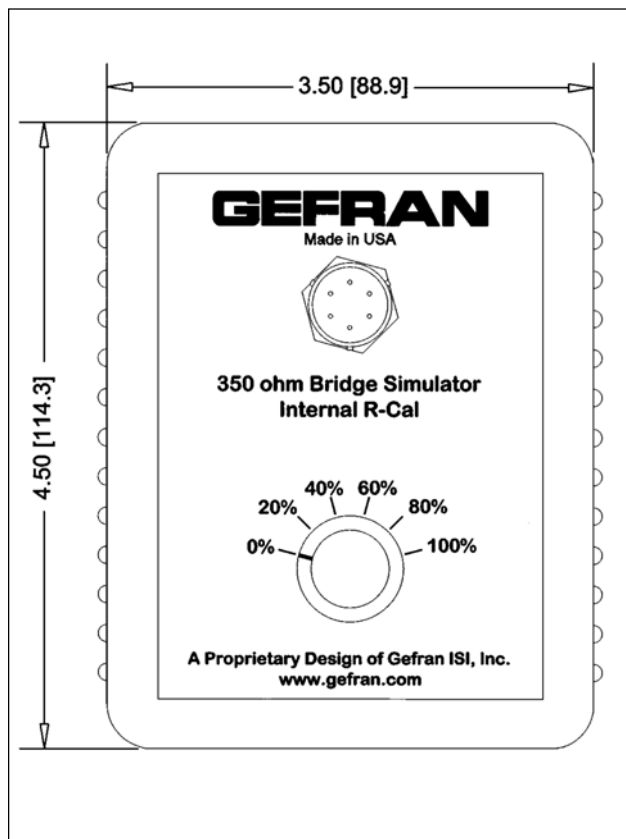 3.50 [88.9]
4.50 [114.3]
GEFRAN
Made in USA
350 ohm Bridge Simulator
Internal R-Cal
0%
20%
40%
60%
80%
100%
A Proprietary Design of Gefran ISI, Inc.
www.gefran.com